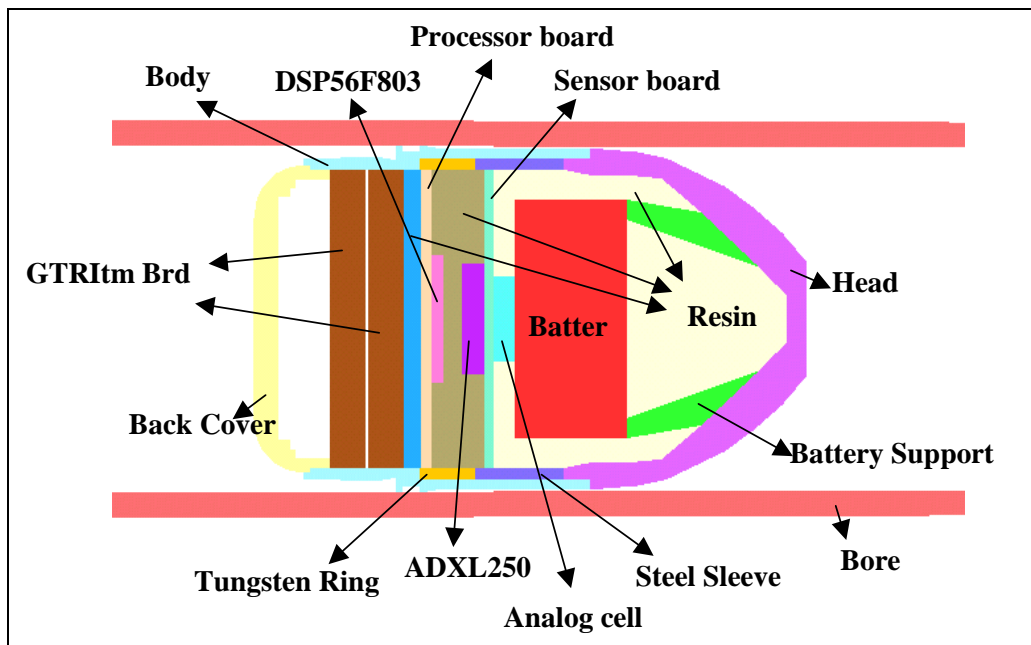 Processor board
Body
DSP56F803
Sensor board
GTRItm Brd
Head
Batter
Resin
Back Cover
Battery Support
Tungsten Ring
ADXL250
Steel Sleeve
Bore
Analog cell